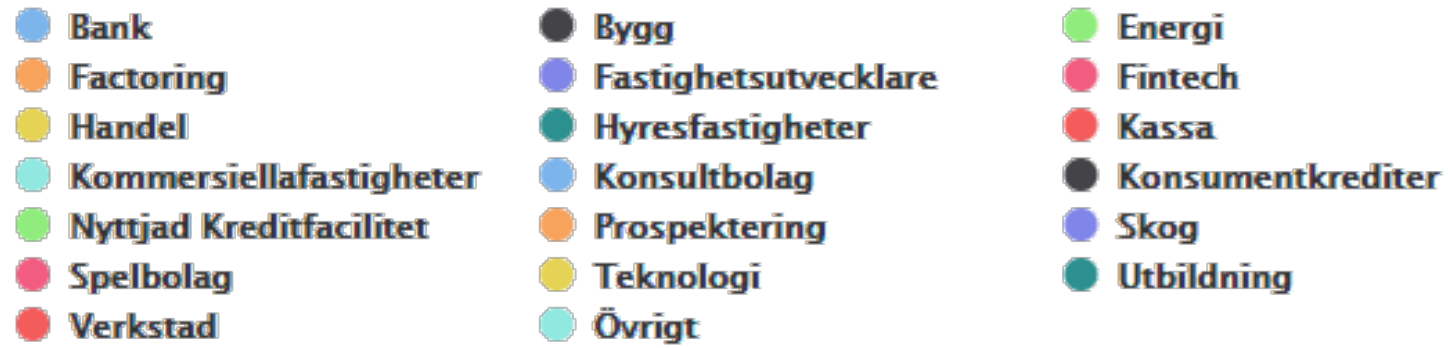 Bank Bygg Energi
Factoring Fastighetsutvecklare Fintech
Handel Hyresfastigheter Kassa
Kommersiellafastigheter Konsultbolag Konsumentkrediter
Nyttjad Kreditfacilitet Prospektering Skog
Spelbolag Teknologi Utbildning
Verkstad Övrigt